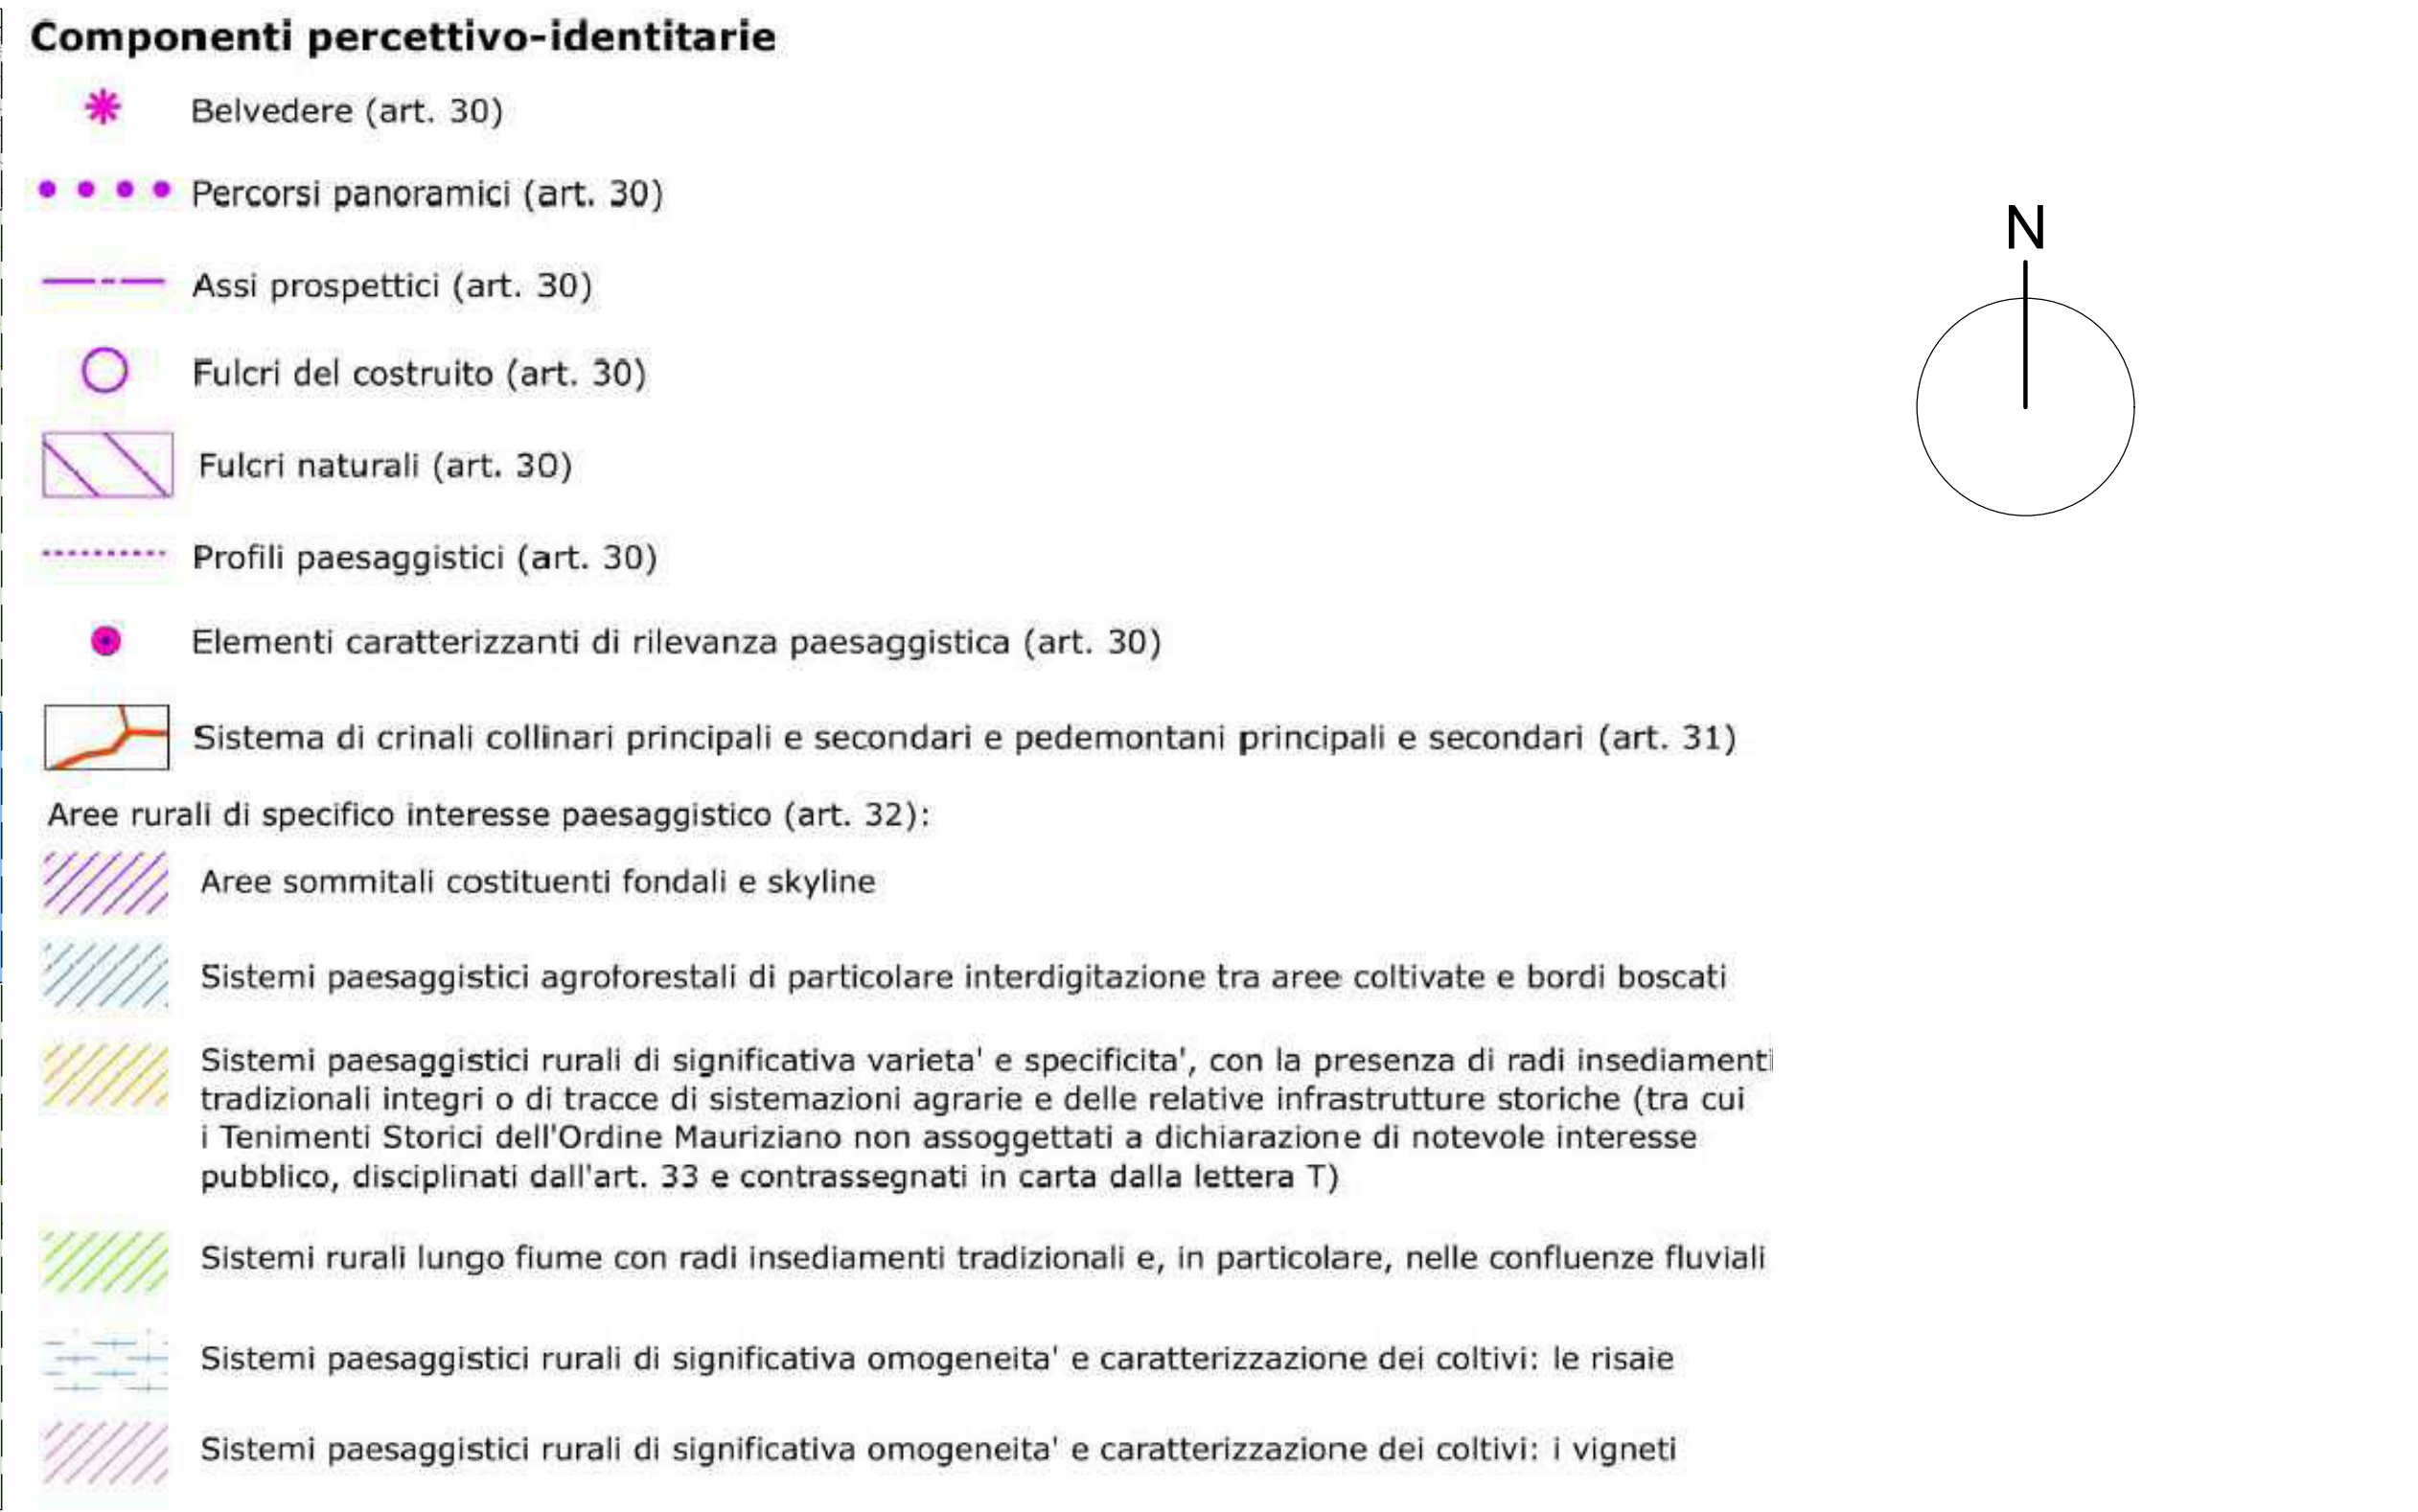 Componenti percettivo-identitarie
Belvedere (art. 30)
Percorsi panoramici (art. 30)
Assi prospettici (art. 30)
Fulcri del costruito (art. 30)
Fulcri naturali (art. 30)
Profili paesaggistici (art. 30)
Elementi caratterizzanti di rilevanza paesaggistica (art. 30)
Sistema di crinali collinari principali e secondari e pedemontani principali e secondari (art. 31)
Aree rurali di specifico interesse paesaggistico (art. 32):
Aree sommitali costituenti fondali e skyline
Sistemi paesaggistici agroforestali di particolare interdigitazione tra aree coltivate e bordi boscati
Sistemi paesaggistici rurali di significativa varieta' e specificita', con la presenza di radi insediamenti
tradizionali integri o di tracce di sistemazioni agrarie e delle relative infrastrutture storiche (tra cui
i Tenimenti Storici dell'Ordine Mauriziano non assoggettati a dichiarazione di notevole interesse
pubblico, disciplinati dall'art. 33 e contrassegnati in carta dalla lettera T)
Sistemi rurali lungo fiume con radi insediamenti tradizionali e, in particolare, nelle confluenze fluviali
Sistemi paesaggistici rurali di significativa omogeneita' e caratterizzazione dei coltivi: le risaie
Sistemi paesaggistici rurali di significativa omogeneita' e caratterizzazione dei coltivi: i vigneti
N